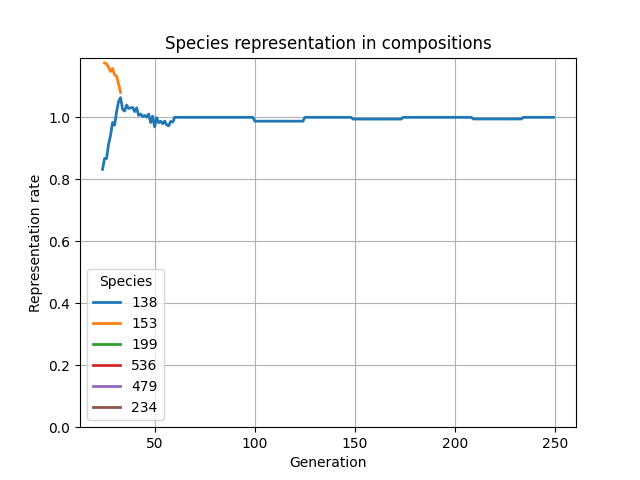 Species representation in compositions
Representation rate
1.0
0.8
0.6
0.4
0.2
0.0
Species
138
153
199
536
479
234
50 100 150 200 250
Generation